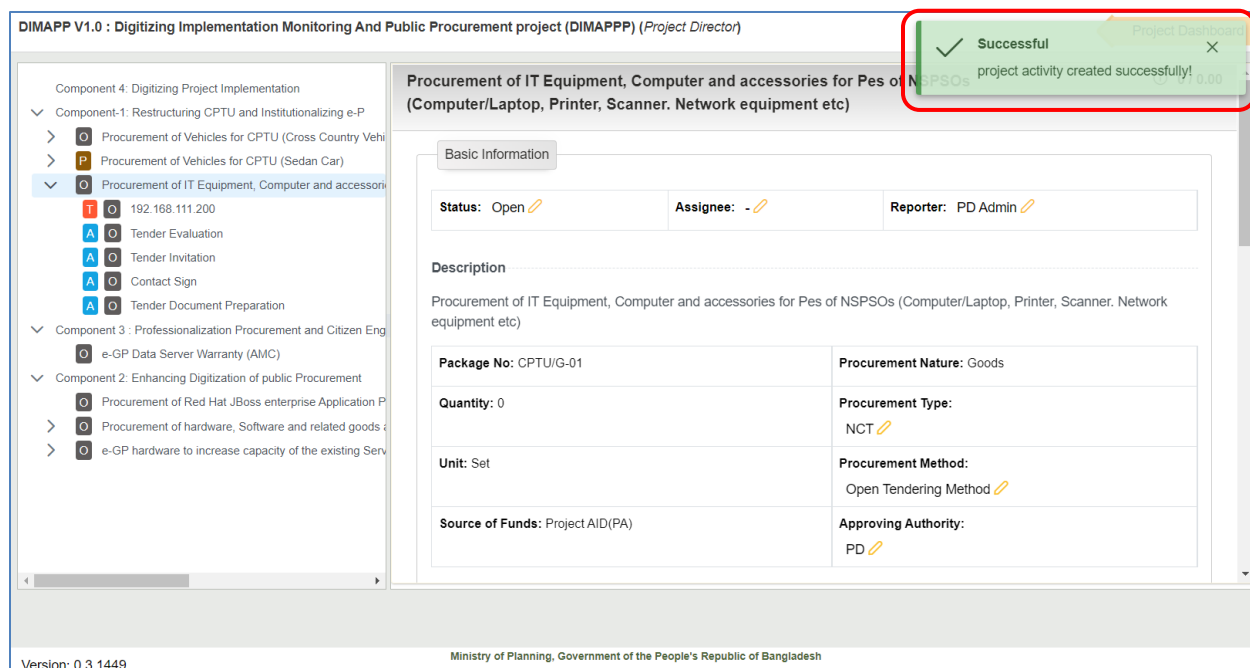 DIMAPP V1.0 : Digitizing Implementation Monitoring And Public Procurement project (DIMAPPP) (Project Director)
Project Dashboard
Successful
project activity created successfully!
Component 4: Digitizing Project Implementation
Component-1: Restructuring CPTU and Institutionalizing e-P
O Procurement of Vehicles for CPTU (Cross Country Vehi
P Procurement of Vehicles for CPTU (Sedan Car)
O Procurement of IT Equipment, Computer and accessori
T O 192.168.111.200
A O Tender Evaluation
A O Tender Invitation
A O Contact Sign
A O Tender Document Preparation
Component 3 : Professionalization Procurement and Citizen Eng
O e-GP Data Server Warranty (AMC)
Component 2: Enhancing Digitization of public Procurement
O Procurement of Red Hat JBoss enterprise Application P
O Procurement of hardware, Software and related goods a
O e-GP hardware to increase capacity of the existing Serv
Procurement of IT Equipment, Computer and accessories for Pes of NSPSOs
(Computer/Laptop, Printer, Scanner. Network equipment etc)
Basic Information
Status: Open
Assignee: -
Reporter: PD Admin
Description
Procurement of IT Equipment, Computer and accessories for Pes of NSPSOs (Computer/Laptop, Printer, Scanner. Network
equipment etc)
Package No: CPTU/G-01
Procurement Nature: Goods
Quantity: 0
Procurement Type:
NCT
Unit: Set
Procurement Method:
Open Tendering Method
Source of Funds: Project AID(PA)
Approving Authority:
PD
Ministry of Planning, Government of the People's Republic of Bangladesh
Version: 0.3.1449